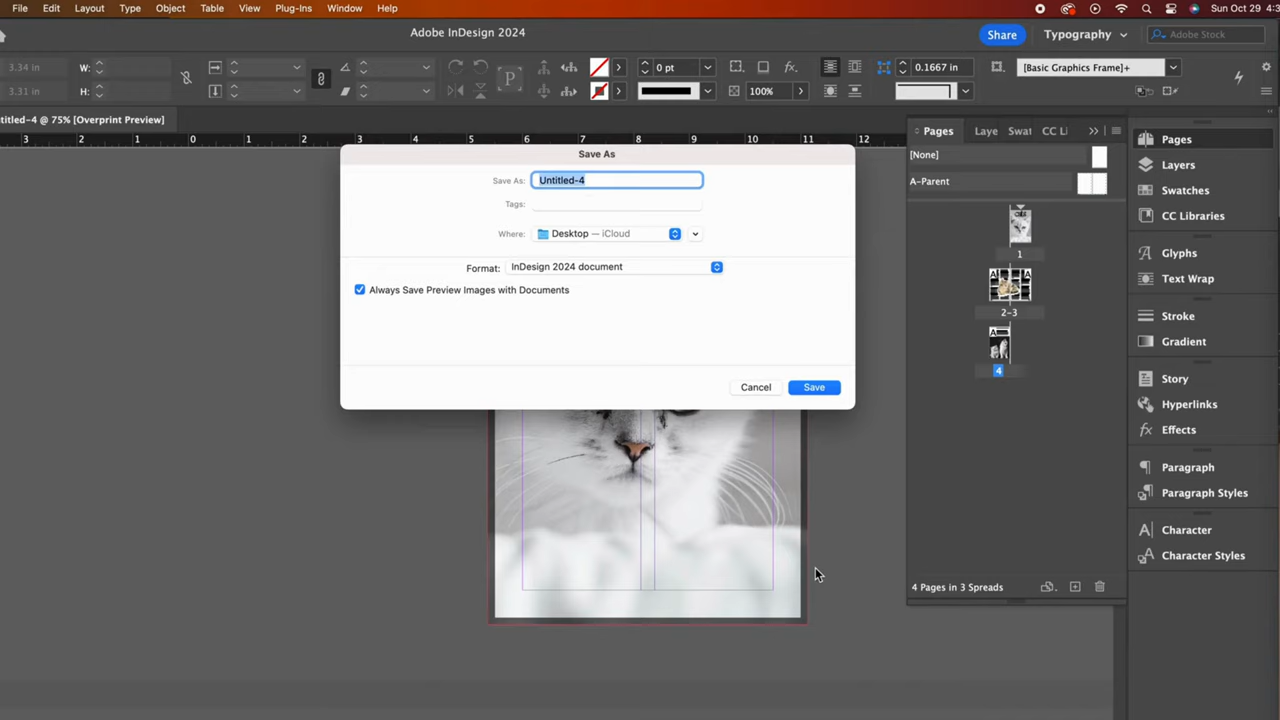 File Edit Layout Type Object Table View Plug-Ins Window Help Sun Oct 29 4:3
Adobe InDesign 2024 Share Typography Adobe Stock
3.34 in W: 0 pt 0.1667 in [Basic Graphics Frame]+
3.31 in H: P 100% fx.
ntitled-4 @ 75% [Overprint Preview]
3 2 1 0 1 2 3 4 5 6 7 8 9 10 11 12
Pages Laye Swat CC Li
[None]
A-Parent
1
2-3
4
4 Pages in 3 Spreads
Pages
Layers
Swatches
CC Libraries
Glyphs
Text Wrap
Stroke
Gradient
Story
Hyperlinks
Effects
Paragraph
Paragraph Styles
Character
Character Styles
Save As
Save As: Untitled-4
Tags:
Where: Desktop — iCloud
Format: InDesign 2024 document
Always Save Preview Images with Documents
Cancel Save